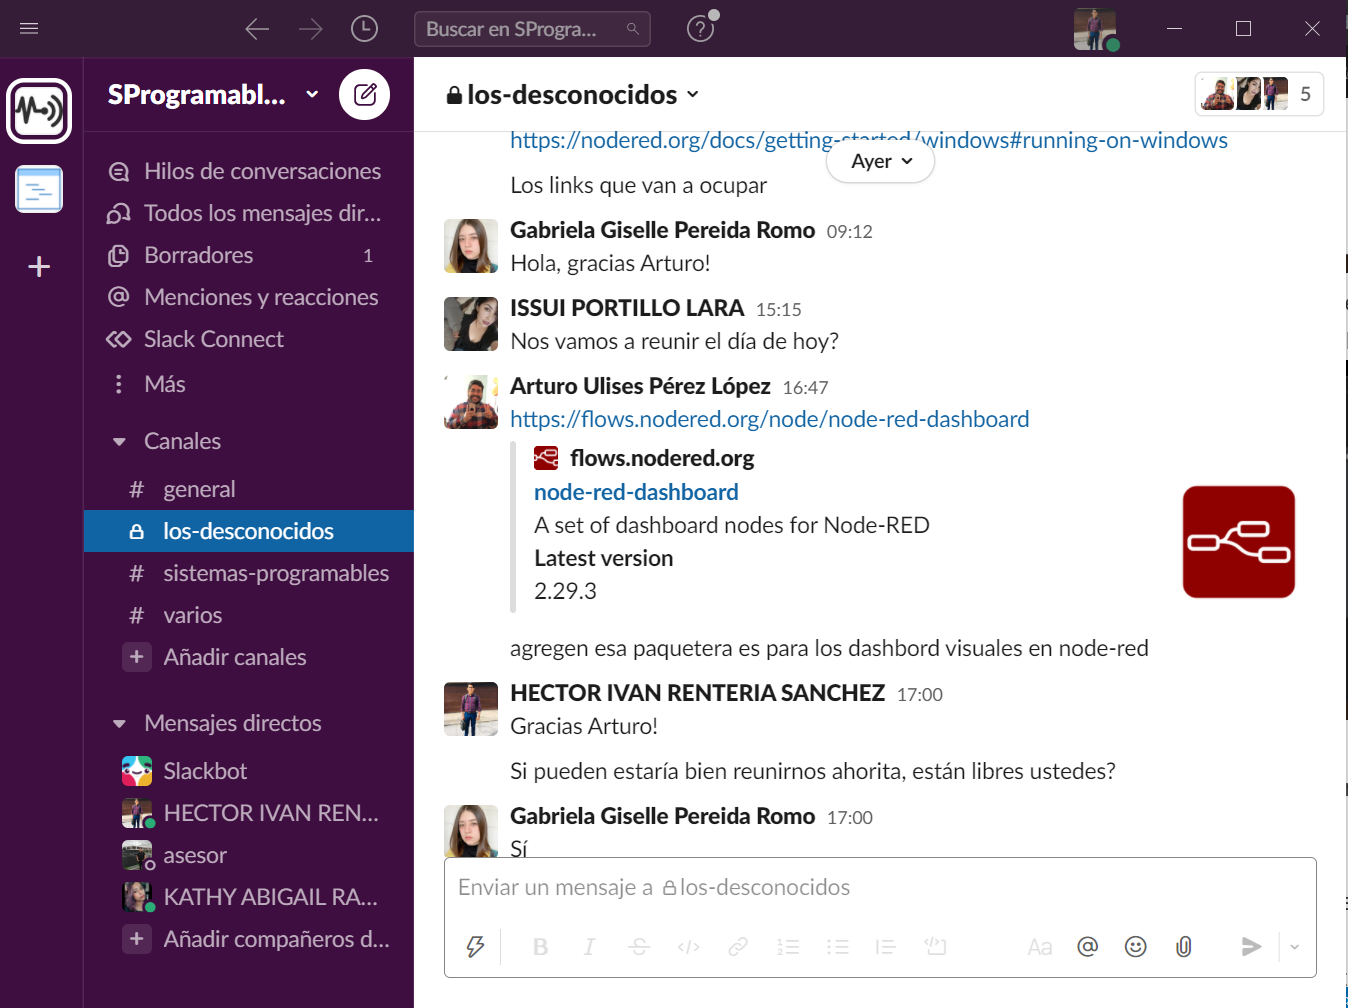 Buscar en SProgra...
SProgramabl...
Hilos de conversaciones
Todos los mensajes dir...
Borradores 1
Menciones y reacciones
Slack Connect
Más
Canales
# general
los-desconocidos
# sistemas-programables
# varios
+ Añadir canales
Mensajes directos
Slackbot
HECTOR IVAN REN...
asesor
KATHY ABIGAIL RA...
+ Añadir compañeros d...
los-desconocidos
5
https://nodered.org/docs/getting-started/windows#running-on-windows
Ayer
Los links que van a ocupar
Gabriela Giselle Pereida Romo 09:12
Hola, gracias Arturo!
ISSUI PORTILLO LARA 15:15
Nos vamos a reunir el día de hoy?
Arturo Ulises Pérez López 16:47
https://flows.nodered.org/node/node-red-dashboard
flows.nodered.org
node-red-dashboard
A set of dashboard nodes for Node-RED
Latest version
2.29.3
agregen esa paquetera es para los dashbord visuales en node-red
HECTOR IVAN RENTERIA SANCHEZ 17:00
Gracias Arturo!
Si pueden estaría bien reunirnos ahorita, están libres ustedes?
Gabriela Giselle Pereida Romo 17:00
Sí
Enviar un mensaje a los-desconocidos
B I S Aa @